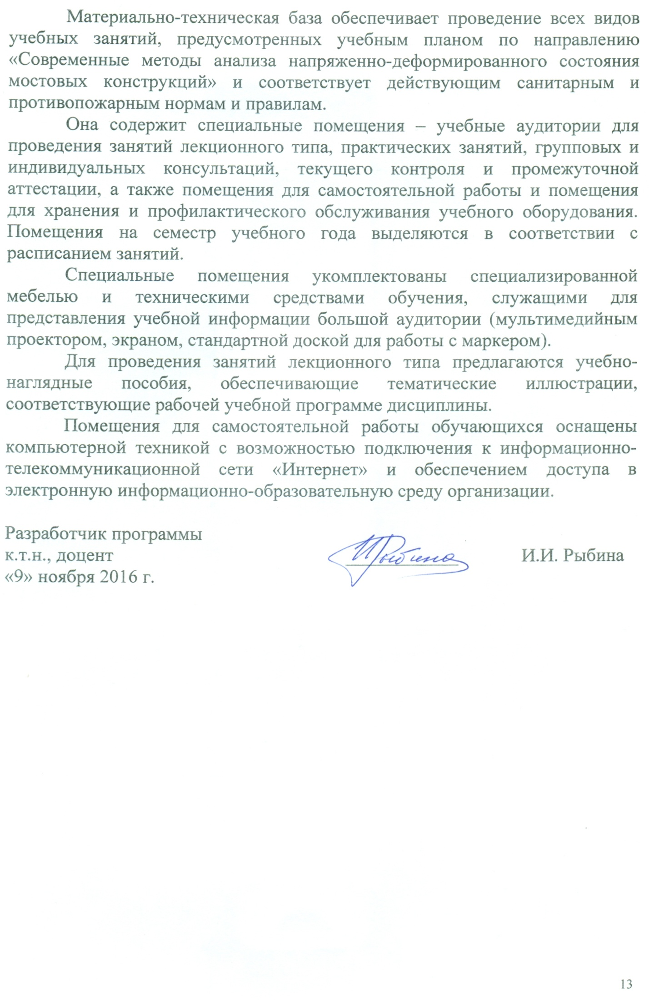 Материально-техническая база обеспечивает проведение всех видов
учебных занятий, предусмотренных учебным планом по направлению
«Современные методы анализа напряженно-деформированного состояния
мостовых конструкций» и соответствует действующим санитарным и
противопожарным нормам и правилам.
Она содержит специальные помещения – учебные аудитории для
проведения занятий лекционного типа, практических занятий, групповых и
индивидуальных консультаций, текущего контроля и промежуточной
аттестации, а также помещения для самостоятельной работы и помещения
для хранения и профилактического обслуживания учебного оборудования.
Помещения на семестр учебного года выделяются в соответствии с
расписанием занятий.
Специальные помещения укомплектованы специализированной
мебелью и техническими средствами обучения, служащими для
представления учебной информации большой аудитории (мультимедийным
проектором, экраном, стандартной доской для работы с маркером).
Для проведения занятий лекционного типа предлагаются учебно-
наглядные пособия, обеспечивающие тематические иллюстрации,
соответствующие рабочей учебной программе дисциплины.
Помещения для самостоятельной работы обучающихся оснащены
компьютерной техникой с возможностью подключения к информационно-
телекоммуникационной сети «Интернет» и обеспечением доступа в
электронную информационно-образовательную среду организации.
Разработчик программы
к.т.н., доцент ИРыбина И.И. Рыбина
«9» ноября 2016 г.
13